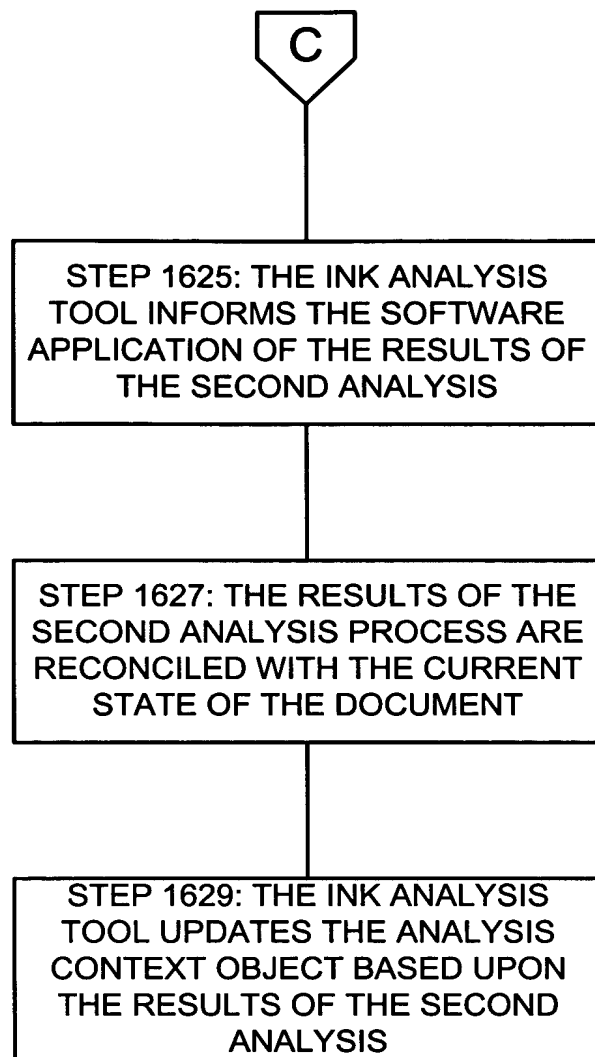 C
STEP 1625: THE INK ANALYSIS
TOOL INFORMS THE SOFTWARE
APPLICATION OF THE RESULTS OF
THE SECOND ANALYSIS
STEP 1627: THE RESULTS OF THE
SECOND ANALYSIS PROCESS ARE
RECONCILED WITH THE CURRENT
STATE OF THE DOCUMENT
STEP 1629: THE INK ANALYSIS
TOOL UPDATES THE ANALYSIS
CONTEXT OBJECT BASED UPON
THE RESULTS OF THE SECOND
ANALYSIS